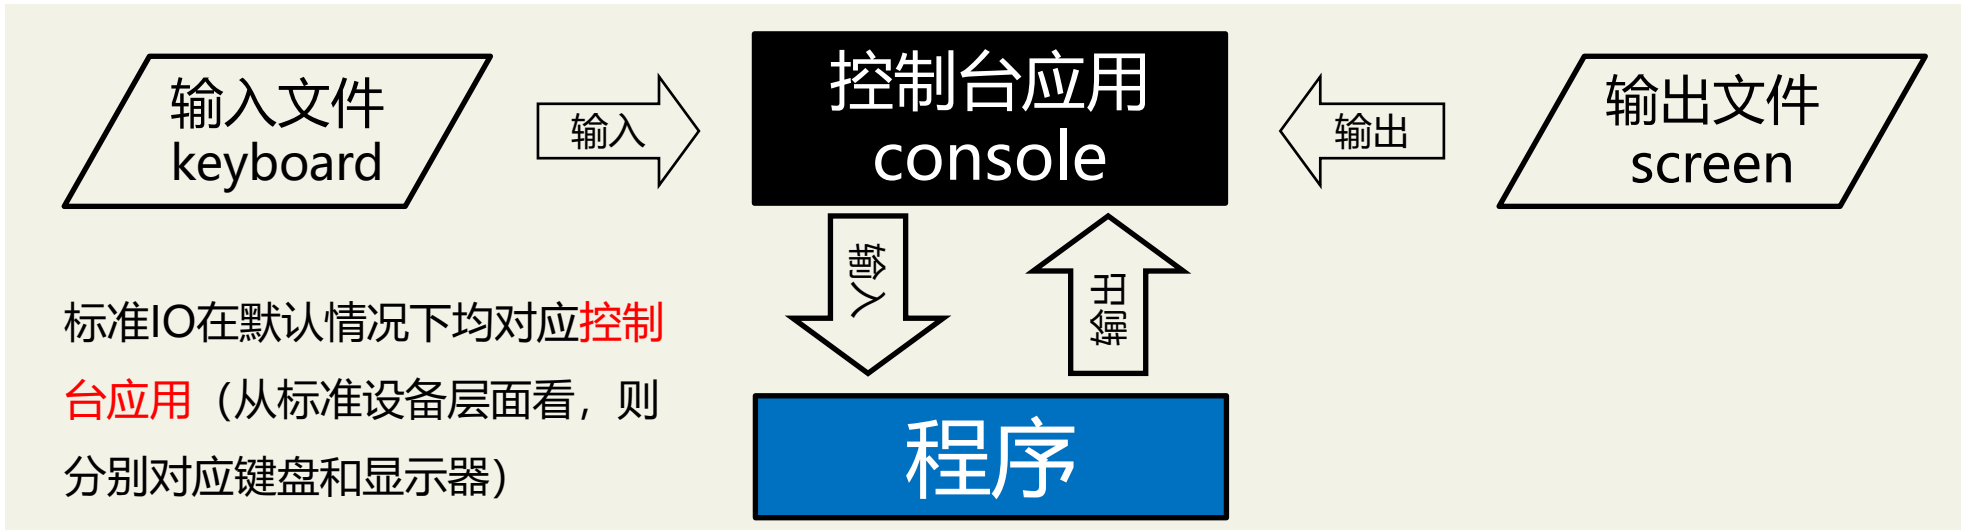 输入文件
keyboard
输入
控制台应用
console
输出
输出文件
screen
输入
输出
标准IO在默认情况下均对应控制
台应用（从标准设备层面看，则
分别对应键盘和显示器）
程序